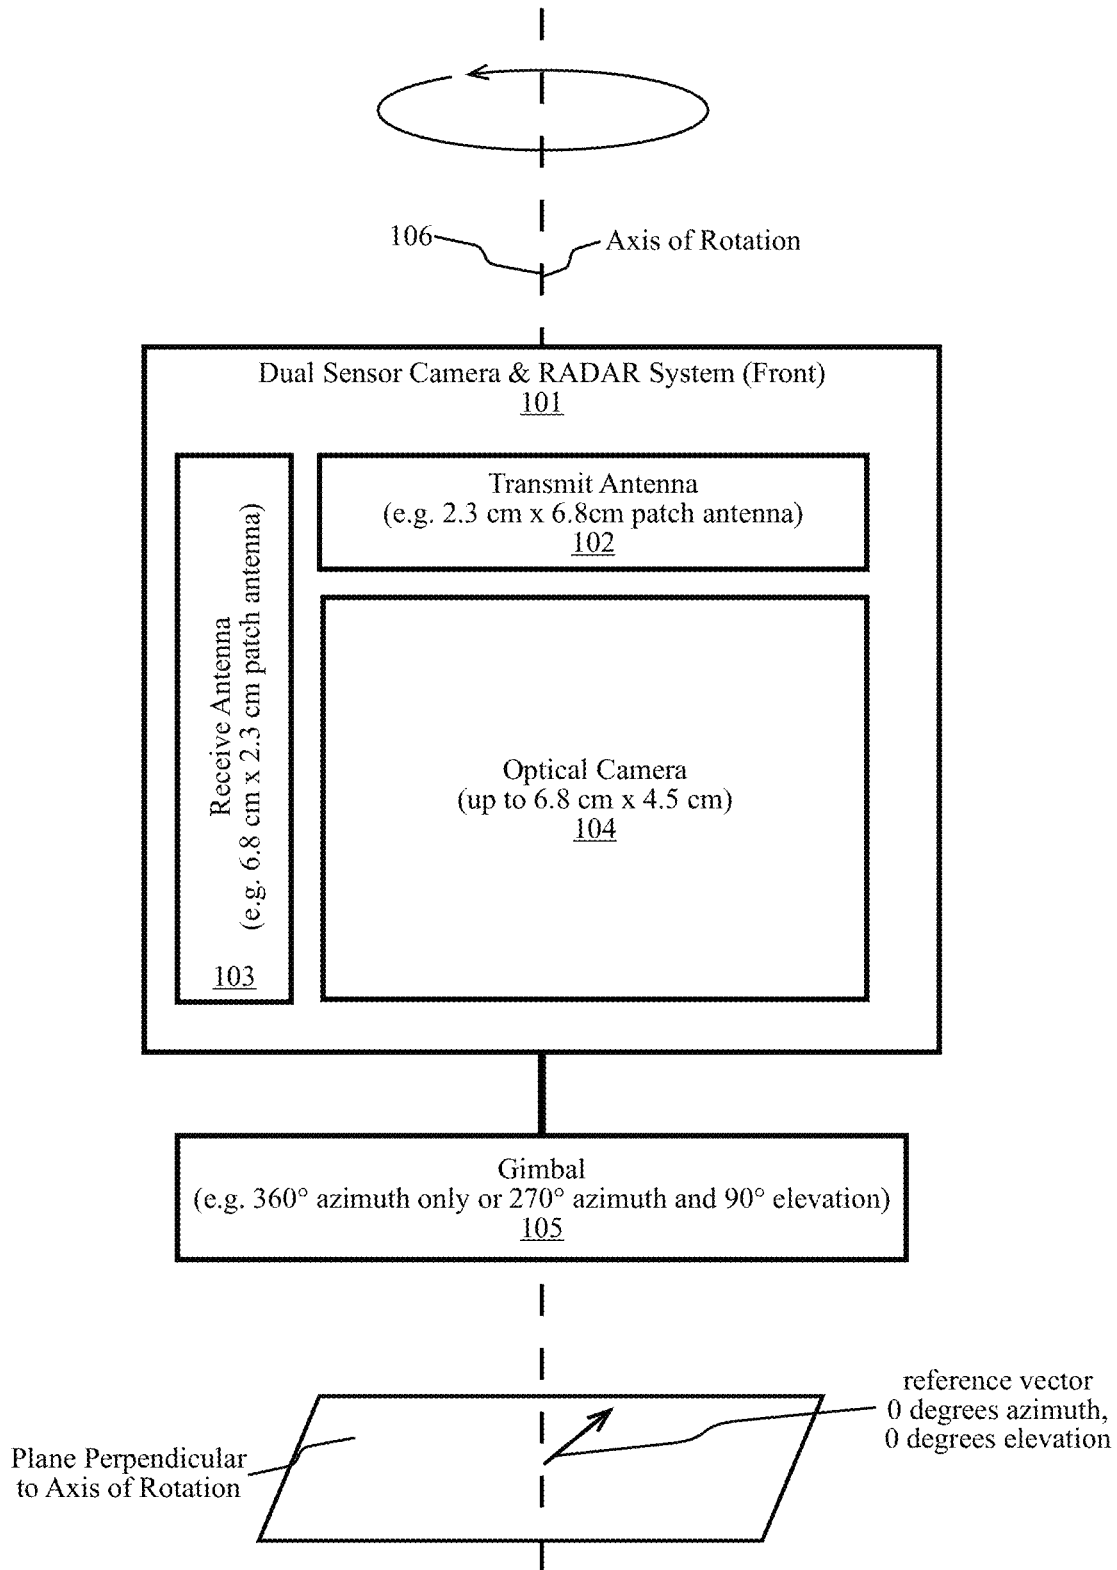 106
Axis of Rotation
Dual Sensor Camera & RADAR System (Front)
101
Transmit Antenna
(e.g. 2.3 cm x 6.8cm patch antenna)
102
Receive Antenna
(e.g. 6.8 cm x 2.3 cm patch antenna)
103
Optical Camera
(up to 6.8 cm x 4.5 cm)
104
Gimbal
(e.g. 360° azimuth only or 270° azimuth and 90° elevation)
105
reference vector
0 degrees azimuth,
0 degrees elevation
Plane Perpendicular
to Axis of Rotation